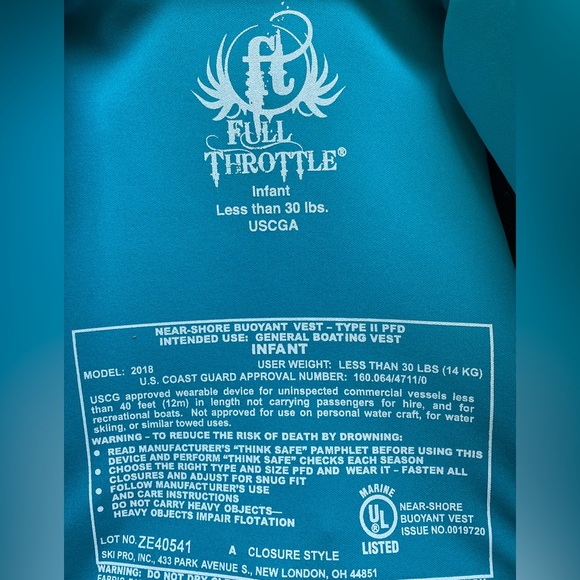 ft
FULL
THROTTLE®
Infant
Less than 30 lbs.
USCGA
NEAR-SHORE BUOYANT VEST – TYPE II PFD
INTENDED USE: GENERAL BOATING VEST
INFANT
MODEL: 2018 USER WEIGHT: LESS THAN 30 LBS (14 KG)
U.S. COAST GUARD APPROVAL NUMBER: 160.064/4711/0
USCG approved wearable device for uninspected commercial vessels less
than 40 feet (12m) in length not carrying passengers for hire, and for
recreational boats. Not approved for use on personal water craft, for water
skiing, or similar towed uses.
WARNING – TO REDUCE THE RISK OF DEATH BY DROWNING:
• READ MANUFACTURER'S "THINK SAFE" PAMPHLET BEFORE USING THIS
DEVICE AND PERFORM "THINK SAFE" CHECKS EACH SEASON
• CHOOSE THE RIGHT TYPE AND SIZE PFD AND WEAR IT – FASTEN ALL
CLOSURES AND ADJUST FOR SNUG FIT
• FOLLOW MANUFACTURER'S USE
AND CARE INSTRUCTIONS
• DO NOT CARRY HEAVY OBJECTS—
HEAVY OBJECTS IMPAIR FLOTATION
MARINE
UL
LISTED
®
NEAR-SHORE
BUOYANT VEST
ISSUE NO.0019720
LOT NO. ZE40541 A CLOSURE STYLE
SKI PRO, INC., 433 PARK AVENUE S., NEW LONDON, OH 44851
WARNING: DO NOT DRY